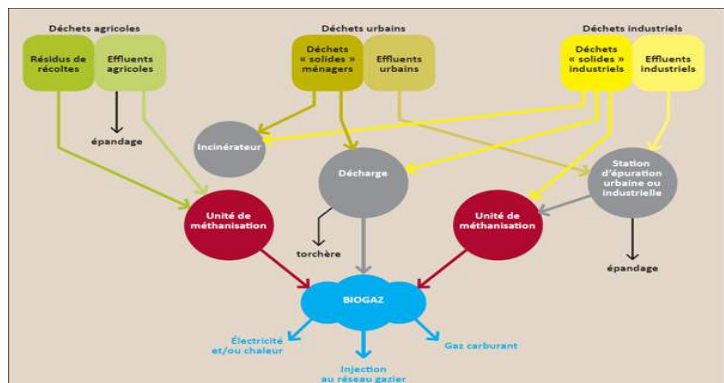 Déchets agricoles
Déchets urbains
Déchets industriels
Résidus de
récoltes
Effluents
agricoles
Déchets
« solides »
ménagers
Effluents
urbains
Déchets
« solides »
industriels
Effluents
industriels
épandage
Incinérateur
Décharge
Station
d'épuration
urbaine ou
industrielle
Unité de
méthanisation
torchère
Unité de
méthanisation
épandage
BIOGAZ
Électricité
et/ou chaleur
Injection
au réseau gazier
Gaz carburant